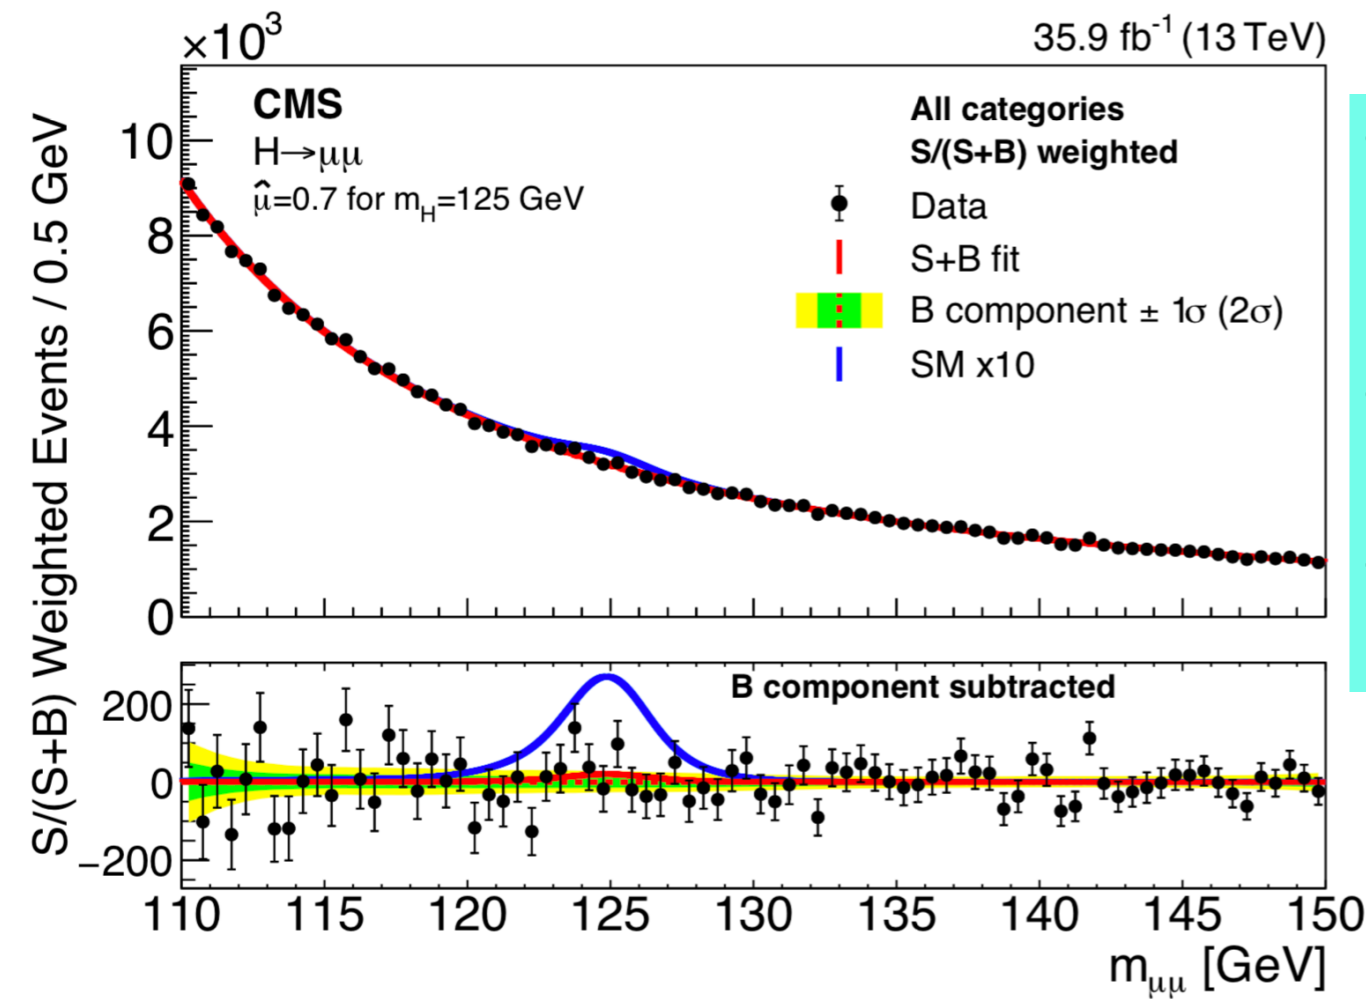 ×10³
35.9 fb⁻¹ (13 TeV)
S/(S+B) Weighted Events / 0.5 GeV
CMS
H→μμ
μ̂=0.7 for m_H=125 GeV
All categories
S/(S+B) weighted
Data
S+B fit
B component ± 1σ (2σ)
SM x10
10
8
6
4
2
0
B component subtracted
200
0
−200
110 115 120 125 130 135 140 145 150
m_μμ [GeV]